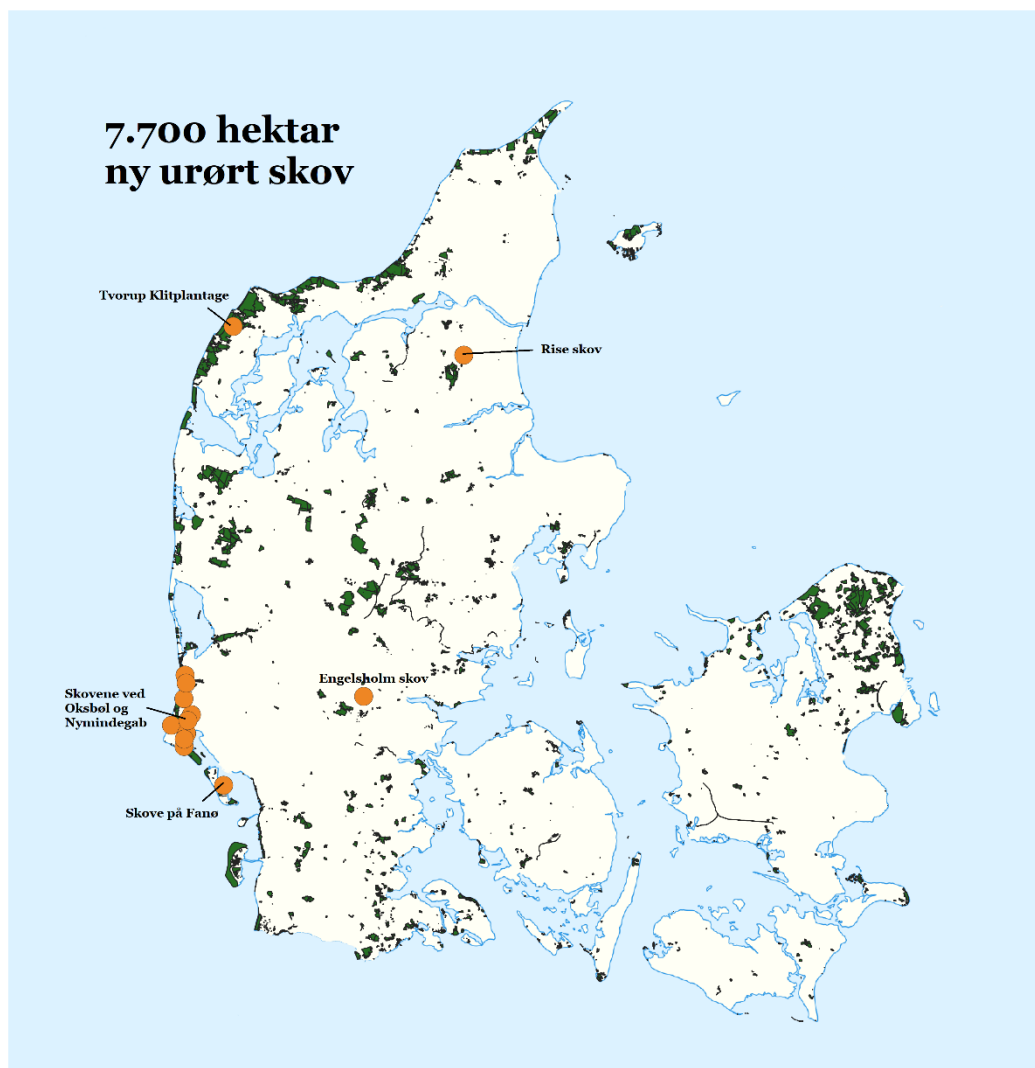 7.700 hektar
ny urørt skov
Tvorup Klitplantage
Rise skov
Engelsholm skov
Skovene ved
Oksbøl og
Nymindegab
Skove på Fanø